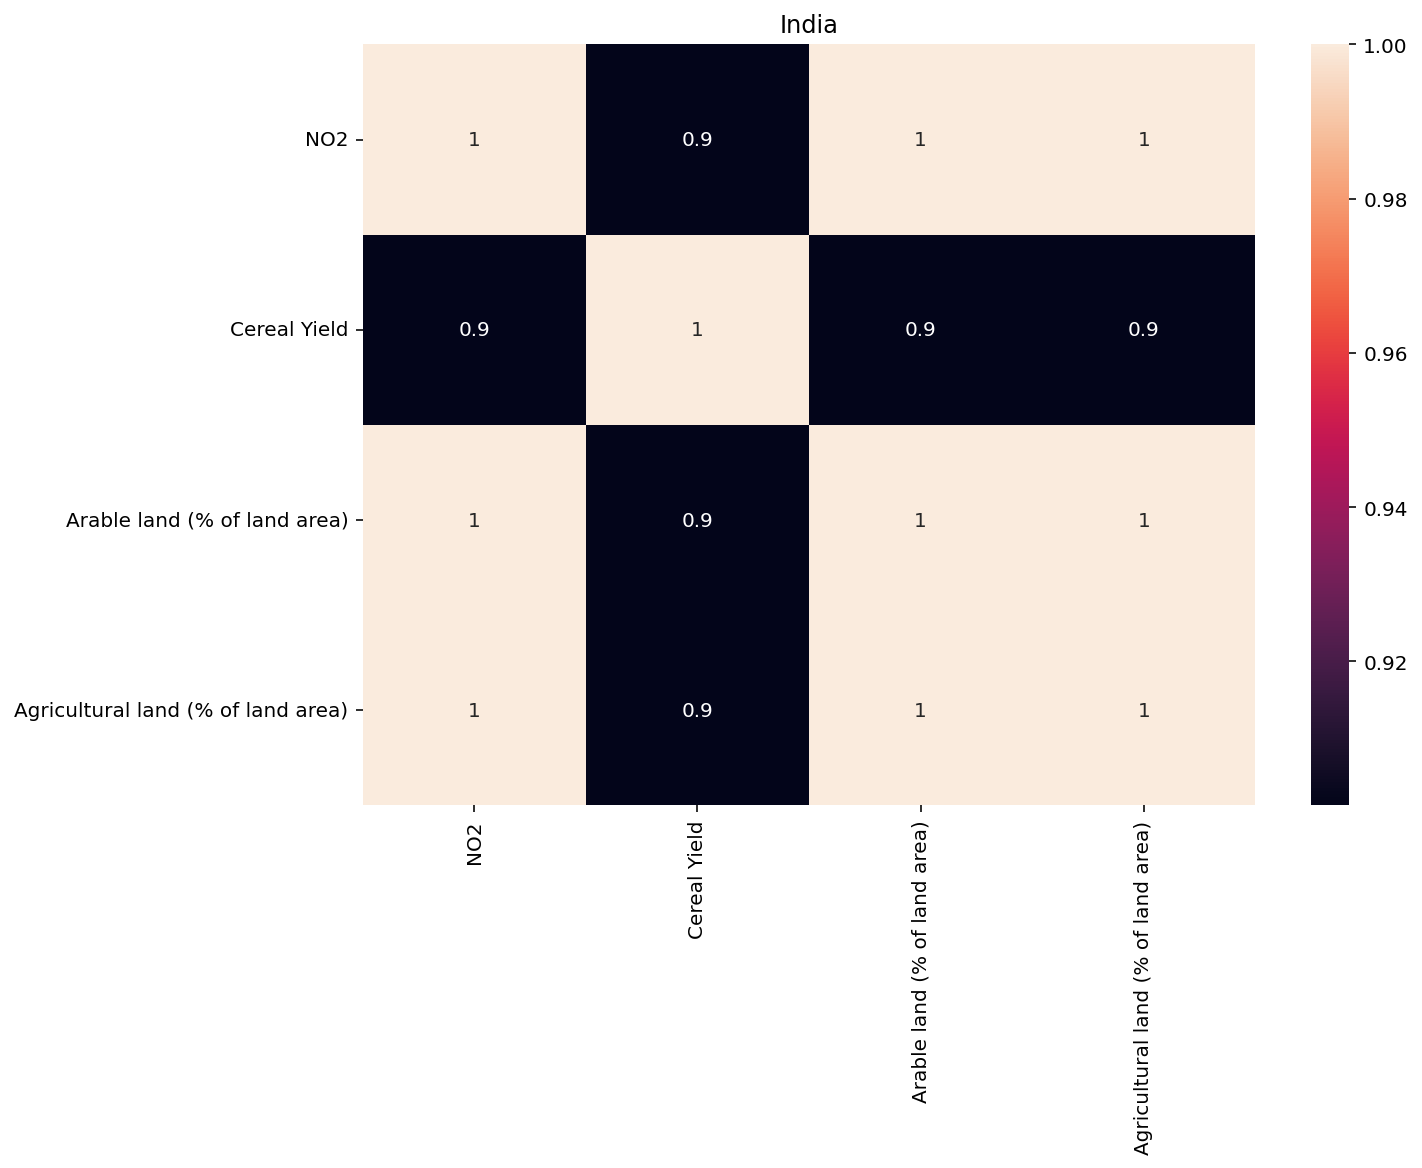 India
NO2 1 0.9 1 1
Cereal Yield 0.9 1 0.9 0.9
Arable land (% of land area) 1 0.9 1 1
Agricultural land (% of land area) 1 0.9 1 1
NO2
Cereal Yield
Arable land (% of land area)
Agricultural land (% of land area)
1.00
0.98
0.96
0.94
0.92